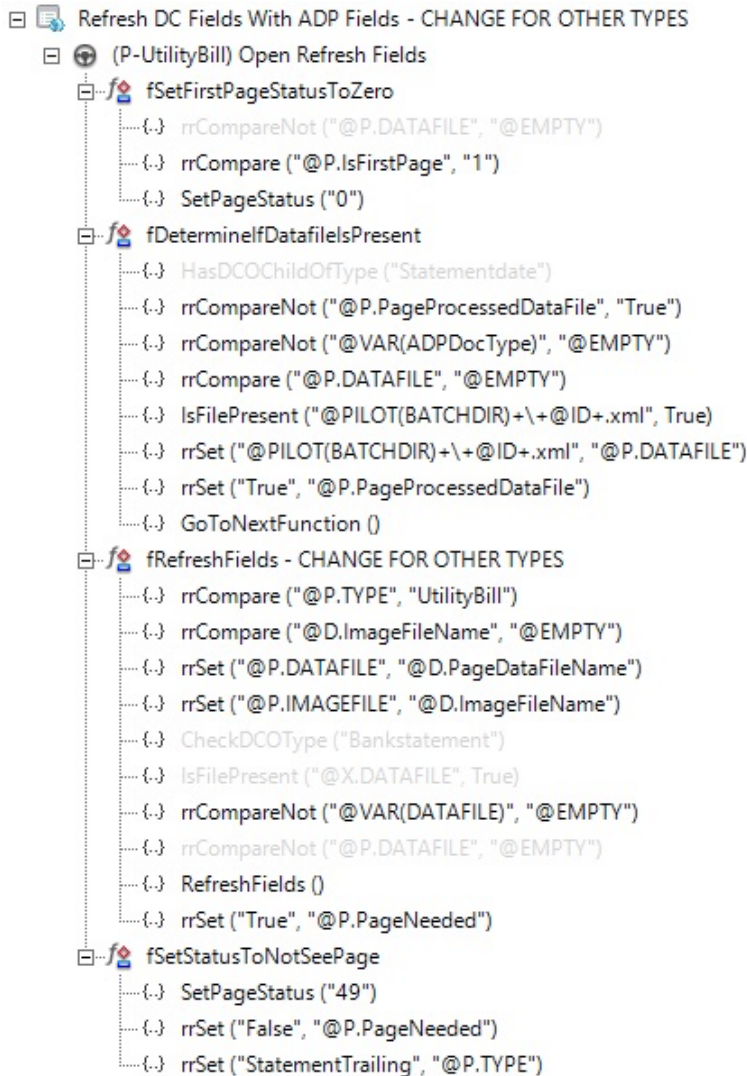 Refresh DC Fields With ADP Fields - CHANGE FOR OTHER TYPES
(P-UtilityBill) Open Refresh Fields
fSetFirstPageStatusToZero
rrCompareNot ("@P.DATAFILE", "@EMPTY")
rrCompare ("@P.IsFirstPage", "1")
SetPageStatus ("0")
fDetermineIfDatafileIsPresent
HasDCOChildOfType ("Statementdate")
rrCompareNot ("@P.PageProcessedDataFile", "True")
rrCompareNot ("@VAR(ADPDocType)", "@EMPTY")
rrCompare ("@P.DATAFILE", "@EMPTY")
IsFilePresent ("@PILOT(BATCHDIR)+\+@ID+.xml", True)
rrSet ("@PILOT(BATCHDIR)+\+@ID+.xml", "@P.DATAFILE")
rrSet ("True", "@P.PageProcessedDataFile")
GoToNextFunction ()
fRefreshFields - CHANGE FOR OTHER TYPES
rrCompare ("@P.TYPE", "UtilityBill")
rrCompare ("@D.ImageFileName", "@EMPTY")
rrSet ("@P.DATAFILE", "@D.PageDataFileName")
rrSet ("@P.IMAGEFILE", "@D.ImageFileName")
CheckDCOType ("Bankstatement")
IsFilePresent ("@X.DATAFILE", True)
rrCompareNot ("@VAR(DATAFILE)", "@EMPTY")
rrCompareNot ("@P.DATAFILE", "@EMPTY")
RefreshFields ()
rrSet ("True", "@P.PageNeeded")
fSetStatusToNotSeePage
SetPageStatus ("49")
rrSet ("False", "@P.PageNeeded")
rrSet ("StatementTrailing", "@P.TYPE")